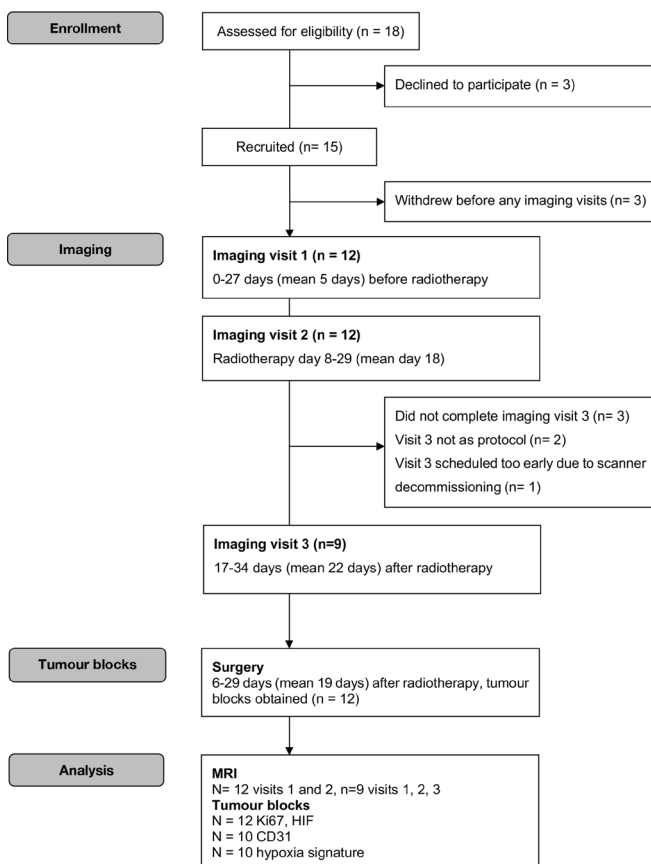 Enrollment
Assessed for eligibility (n = 18)
Declined to participate (n = 3)
Recruited (n= 15)
Withdrew before any imaging visits (n= 3)
Imaging
Imaging visit 1 (n = 12)
0-27 days (mean 5 days) before radiotherapy
Imaging visit 2 (n = 12)
Radiotherapy day 8-29 (mean day 18)
Did not complete imaging visit 3 (n= 3)
Visit 3 not as protocol (n= 2)
Visit 3 scheduled too early due to scanner
decommissioning (n= 1)
Imaging visit 3 (n=9)
17-34 days (mean 22 days) after radiotherapy
Tumour blocks
Surgery
6-29 days (mean 19 days) after radiotherapy, tumour
blocks obtained (n = 12)
Analysis
MRI
N= 12 visits 1 and 2, n=9 visits 1, 2, 3
Tumour blocks
N = 12 Ki67, HIF
N = 10 CD31
N = 10 hypoxia signature